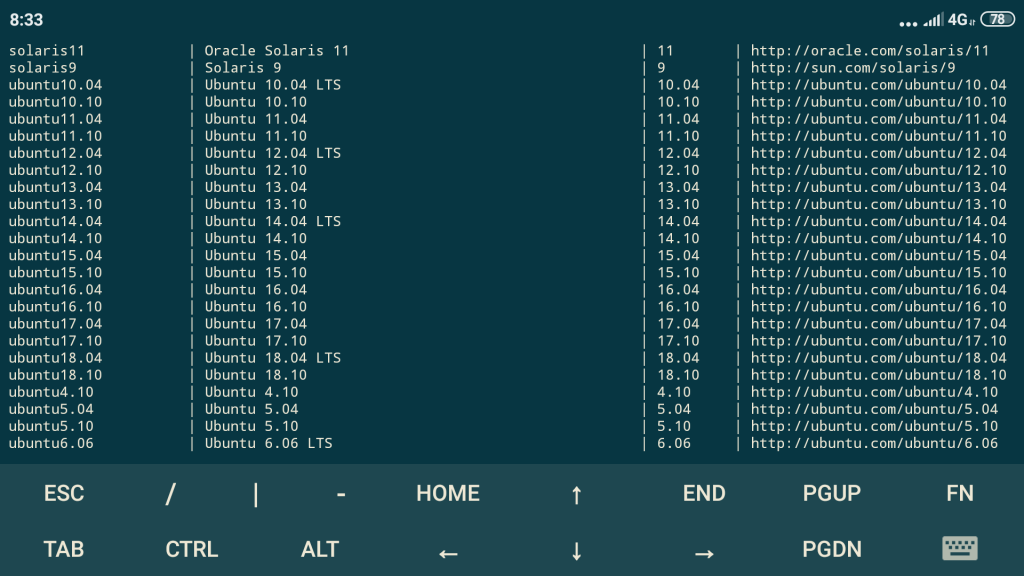 8:33 ... 4G 78
solaris11 | Oracle Solaris 11 | 11 | http://oracle.com/solaris/11
solaris9 | Solaris 9 | 9 | http://sun.com/solaris/9
ubuntu10.04 | Ubuntu 10.04 LTS | 10.04 | http://ubuntu.com/ubuntu/10.04
ubuntu10.10 | Ubuntu 10.10 | 10.10 | http://ubuntu.com/ubuntu/10.10
ubuntu11.04 | Ubuntu 11.04 | 11.04 | http://ubuntu.com/ubuntu/11.04
ubuntu11.10 | Ubuntu 11.10 | 11.10 | http://ubuntu.com/ubuntu/11.10
ubuntu12.04 | Ubuntu 12.04 LTS | 12.04 | http://ubuntu.com/ubuntu/12.04
ubuntu12.10 | Ubuntu 12.10 | 12.10 | http://ubuntu.com/ubuntu/12.10
ubuntu13.04 | Ubuntu 13.04 | 13.04 | http://ubuntu.com/ubuntu/13.04
ubuntu13.10 | Ubuntu 13.10 | 13.10 | http://ubuntu.com/ubuntu/13.10
ubuntu14.04 | Ubuntu 14.04 LTS | 14.04 | http://ubuntu.com/ubuntu/14.04
ubuntu14.10 | Ubuntu 14.10 | 14.10 | http://ubuntu.com/ubuntu/14.10
ubuntu15.04 | Ubuntu 15.04 | 15.04 | http://ubuntu.com/ubuntu/15.04
ubuntu15.10 | Ubuntu 15.10 | 15.10 | http://ubuntu.com/ubuntu/15.10
ubuntu16.04 | Ubuntu 16.04 | 16.04 | http://ubuntu.com/ubuntu/16.04
ubuntu16.10 | Ubuntu 16.10 | 16.10 | http://ubuntu.com/ubuntu/16.10
ubuntu17.04 | Ubuntu 17.04 | 17.04 | http://ubuntu.com/ubuntu/17.04
ubuntu17.10 | Ubuntu 17.10 | 17.10 | http://ubuntu.com/ubuntu/17.10
ubuntu18.04 | Ubuntu 18.04 LTS | 18.04 | http://ubuntu.com/ubuntu/18.04
ubuntu18.10 | Ubuntu 18.10 | 18.10 | http://ubuntu.com/ubuntu/18.10
ubuntu4.10 | Ubuntu 4.10 | 4.10 | http://ubuntu.com/ubuntu/4.10
ubuntu5.04 | Ubuntu 5.04 | 5.04 | http://ubuntu.com/ubuntu/5.04
ubuntu5.10 | Ubuntu 5.10 | 5.10 | http://ubuntu.com/ubuntu/5.10
ubuntu6.06 | Ubuntu 6.06 LTS | 6.06 | http://ubuntu.com/ubuntu/6.06
ESC / | - HOME ↑ END PGUP FN
TAB CTRL ALT ← ↓ → PGDN